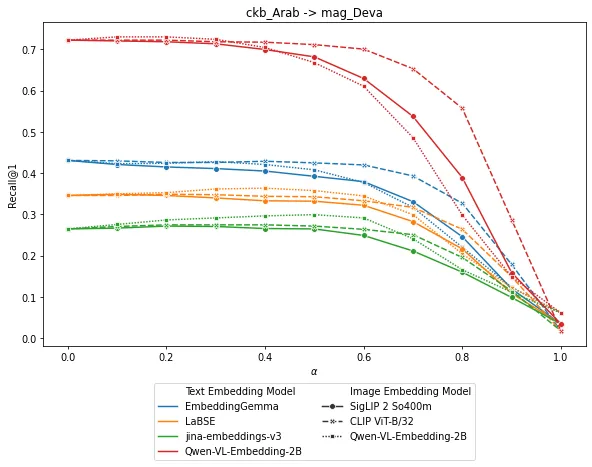 ckb_Arab -> mag_Deva
Recall@1
0.7
0.6
0.5
0.4
0.3
0.2
0.1
0.0
0.0 0.2 0.4 0.6 0.8 1.0
α
Text Embedding Model
EmbeddingGemma
LaBSE
jina-embeddings-v3
Qwen-VL-Embedding-2B
Image Embedding Model
SigLIP 2 So400m
CLIP ViT-B/32
Qwen-VL-Embedding-2B